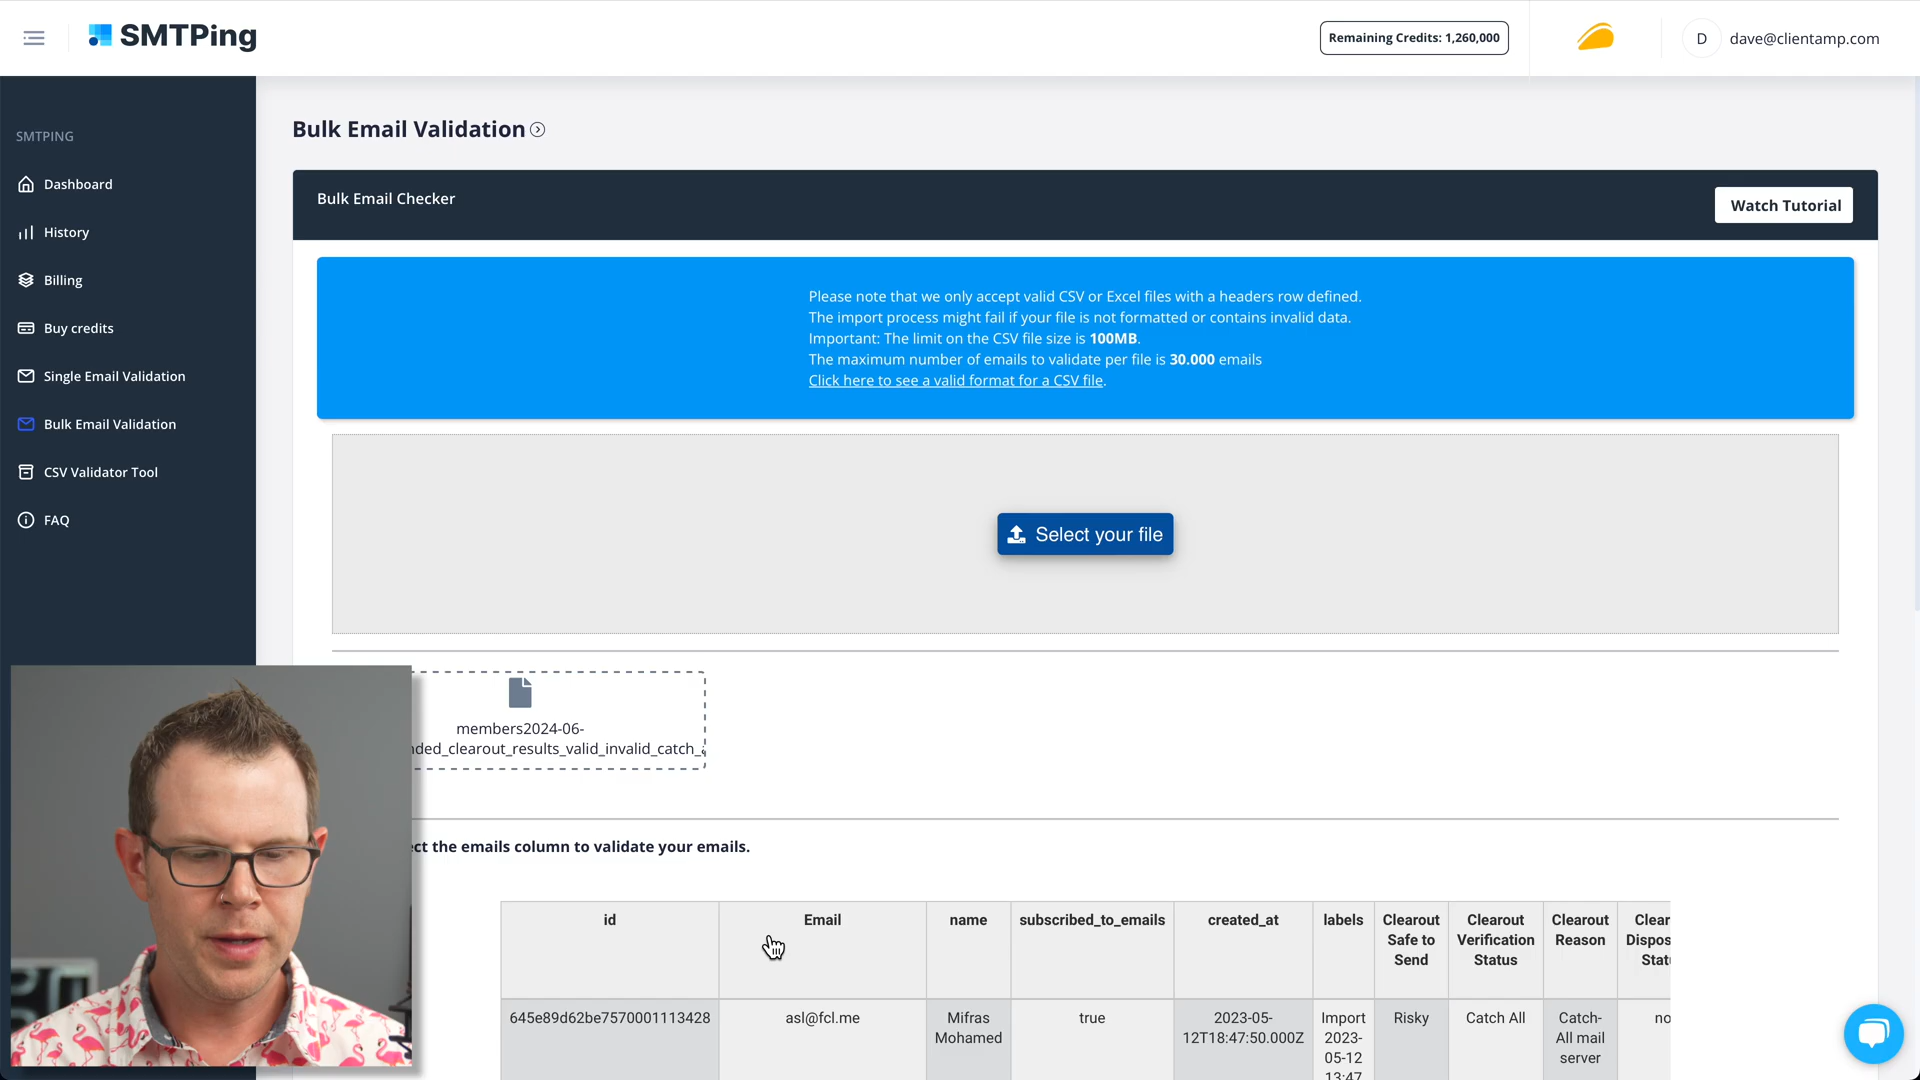 SMTPing
Remaining Credits: 1,260,000
D
dave@clientamp.com
SMTPING
Dashboard
History
Billing
Buy credits
Single Email Validation
Bulk Email Validation
CSV Validator Tool
FAQ
Bulk Email Validation
Bulk Email Checker
Watch Tutorial
Please note that we only accept valid CSV or Excel files with a headers row defined.
The import process might fail if your file is not formatted or contains invalid data.
Important: The limit on the CSV file size is 100MB.
The maximum number of emails to validate per file is 30.000 emails
Click here to see a valid format for a CSV file.
Select your file
members2024-06-
nded_clearout_results_valid_invalid_catch_
ct the emails column to validate your emails.
id
Email
name
subscribed_to_emails
created_at
labels
Clearout
Safe to
Send
Clearout
Verification
Status
Clearout
Reason
Clear
Dispos
Stat
645e89d62be7570001113428
asl@fcl.me
Mifras
Mohamed
true
2023-05-
12T18:47:50.000Z
Import
2023-
05-12
13:47
Risky
Catch All
Catch-
All mail
server
no